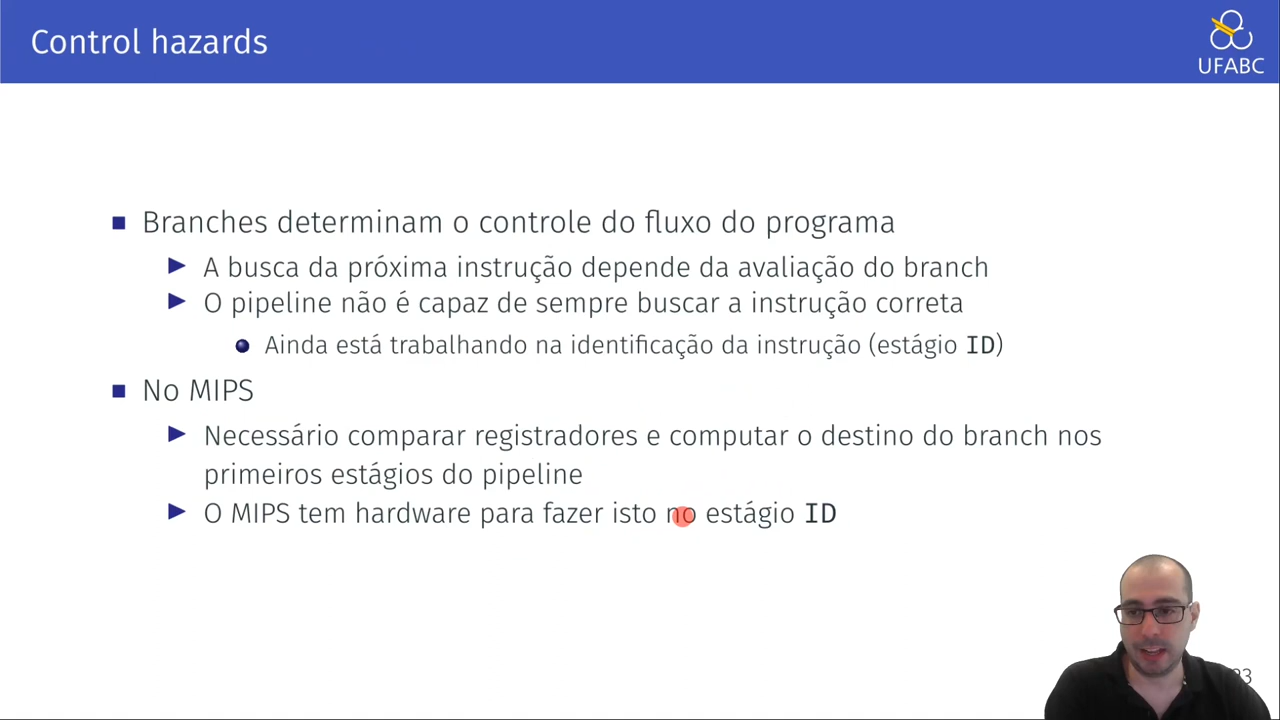 Control hazards
UFABC
Branches determinam o controle do fluxo do programa
A busca da próxima instrução depende da avaliação do branch
O pipeline não é capaz de sempre buscar a instrução correta
Ainda está trabalhando na identificação da instrução (estágio ID)
No MIPS
Necessário comparar registradores e computar o destino do branch nos
primeiros estágios do pipeline
O MIPS tem hardware para fazer isto no estágio ID